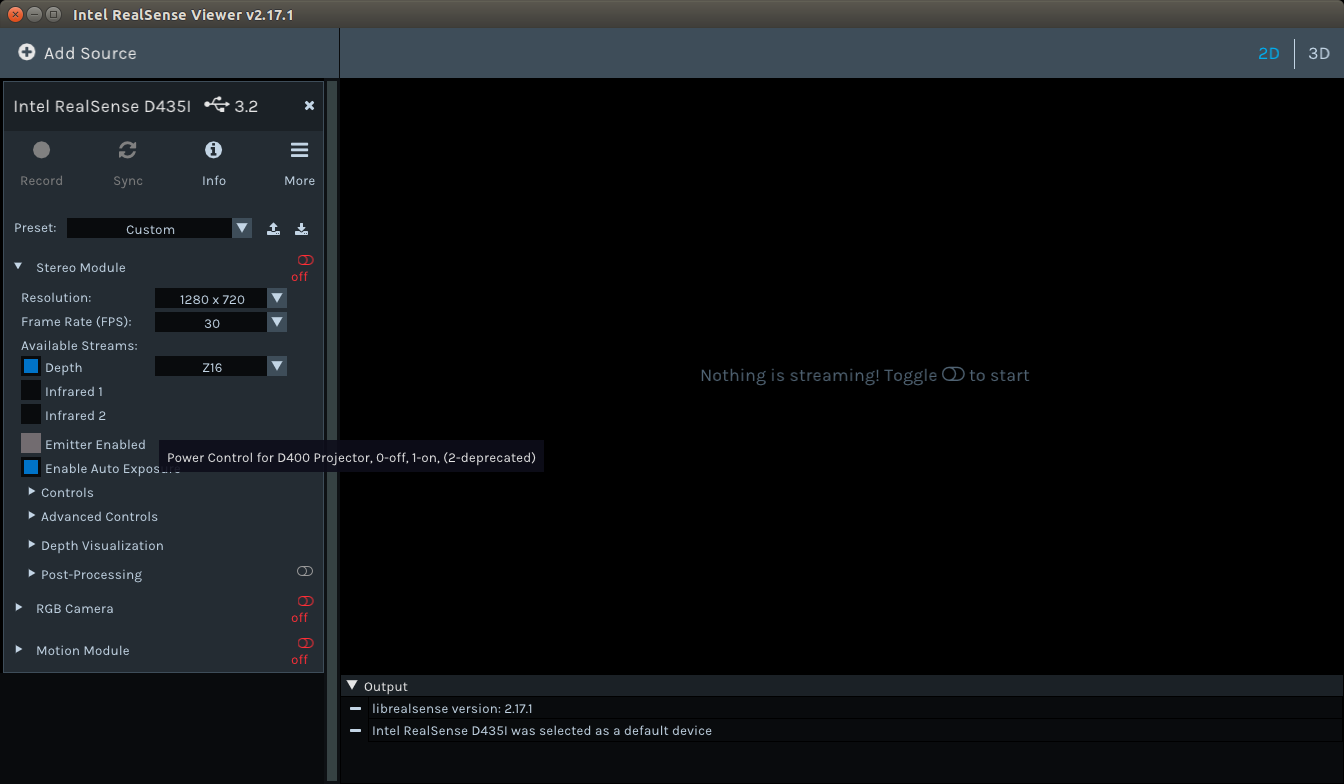 Intel RealSense Viewer v2.17.1
Add Source
2D
3D
Intel RealSense D435I 3.2
Record Sync Info More
Preset: Custom
Stereo Module
off
Resolution: 1280 x 720
Frame Rate (FPS): 30
Available Streams:
Depth Z16
Infrared 1
Infrared 2
Emitter Enabled
Power Control for D400 Projector, 0-off, 1-on, (2-deprecated)
Enable Auto Exposure
Controls
Advanced Controls
Depth Visualization
Post-Processing
RGB Camera
off
Motion Module
off
Nothing is streaming! Toggle to start
Output
librealsense version: 2.17.1
Intel RealSense D435I was selected as a default device